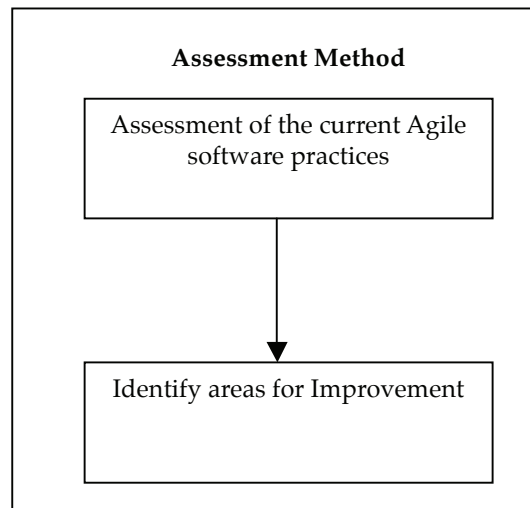 Assessment Method
Assessment of the current Agile
software practices
Identify areas for Improvement